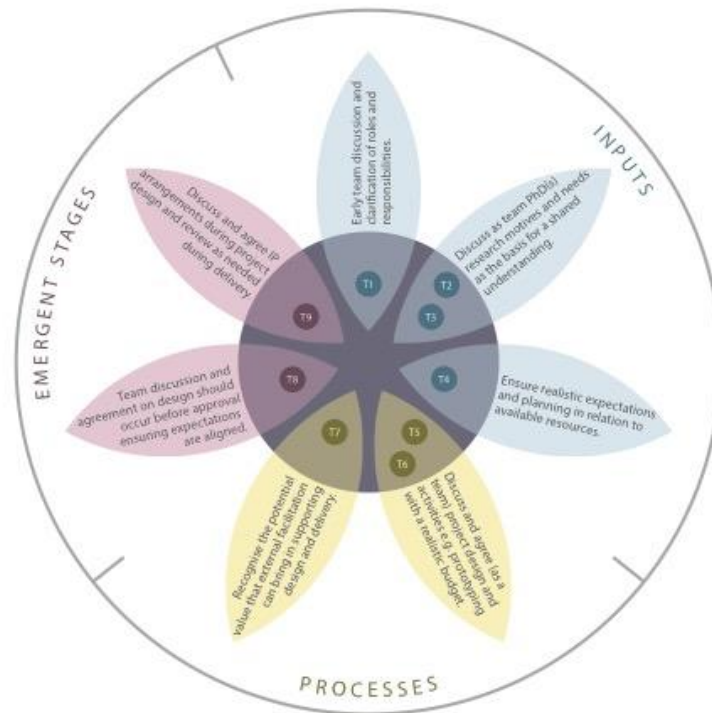 INPUTS
Early team discussion and
clarification of roles and
responsibilities.
T1
Discuss as team PhD(s)
research motives and needs
as the basis for a shared
understanding.
T2
T3
Ensure realistic expectations
and planning in relation to
available resources.
T4
PROCESSES
Discuss and agree (as a
team) project design and
activities e.g. prototyping
with a realistic budget.
T5
T6
Recognise the potential
value that external facilitation
can bring in supporting
design and delivery.
T7
EMERGENT STAGES
Team discussion and
agreement on design should
occur before approval
ensuring expectations
are aligned.
T8
Discuss and agree IP
arrangements during project
design and review as needed
during delivery.
T9